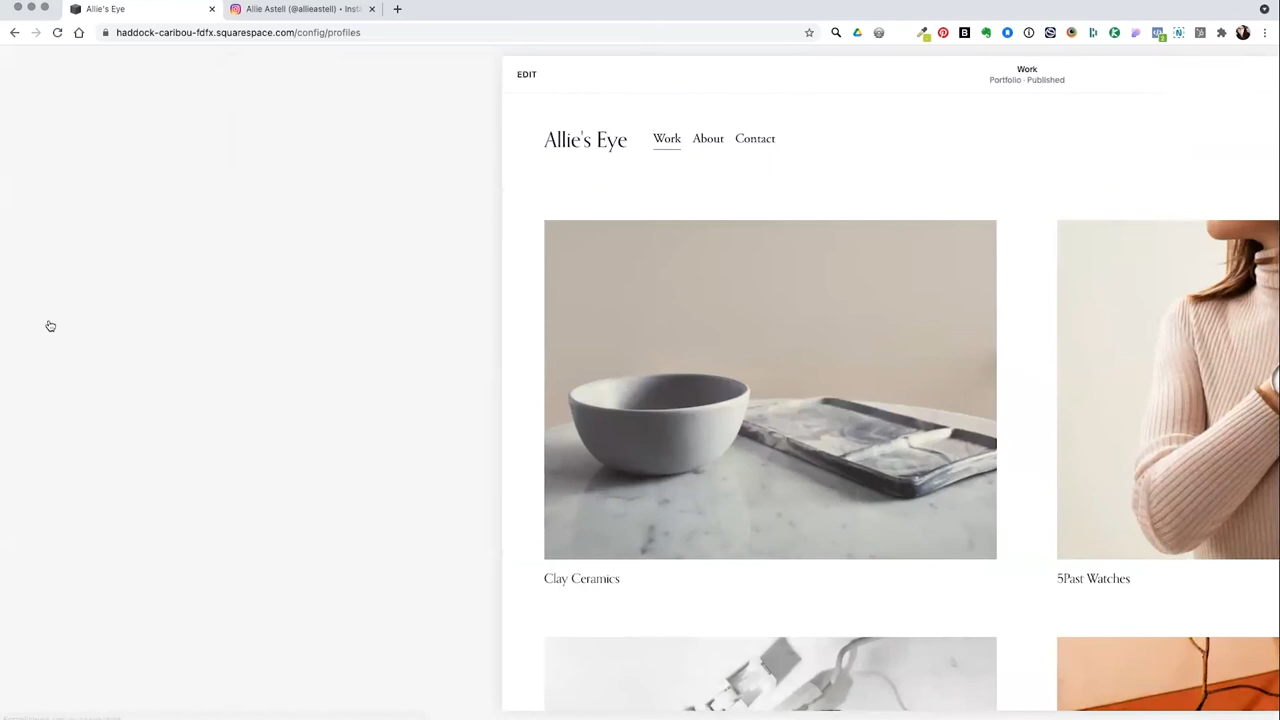 Allie's Eye
Allie Astell (@allieastell) • Insta
haddock-caribou-fdfx.squarespace.com/config/profiles
EDIT
Work
Portfolio · Published
Allie's Eye
Work
About
Contact
Clay Ceramics
5Past Watches